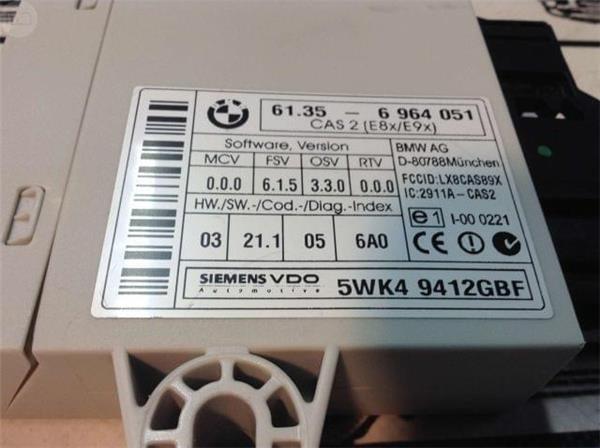 BMW
61.35 - 6 964 051
CAS 2 (E8x/E9x)
Software, Version
MCV FSV OSV RTV
0.0.0 6.1.5 3.3.0 0.0.0
HW./SW.-/Cod.-/Diag.-Index
03 21.1 05 6A0
BMW AG
D-80788München
FCCID:LX8CAS89X
IC:2911A-CAS2
e1 I-00 0221
CE
SIEMENS VDO
Automotive
5WK4 9412GBF